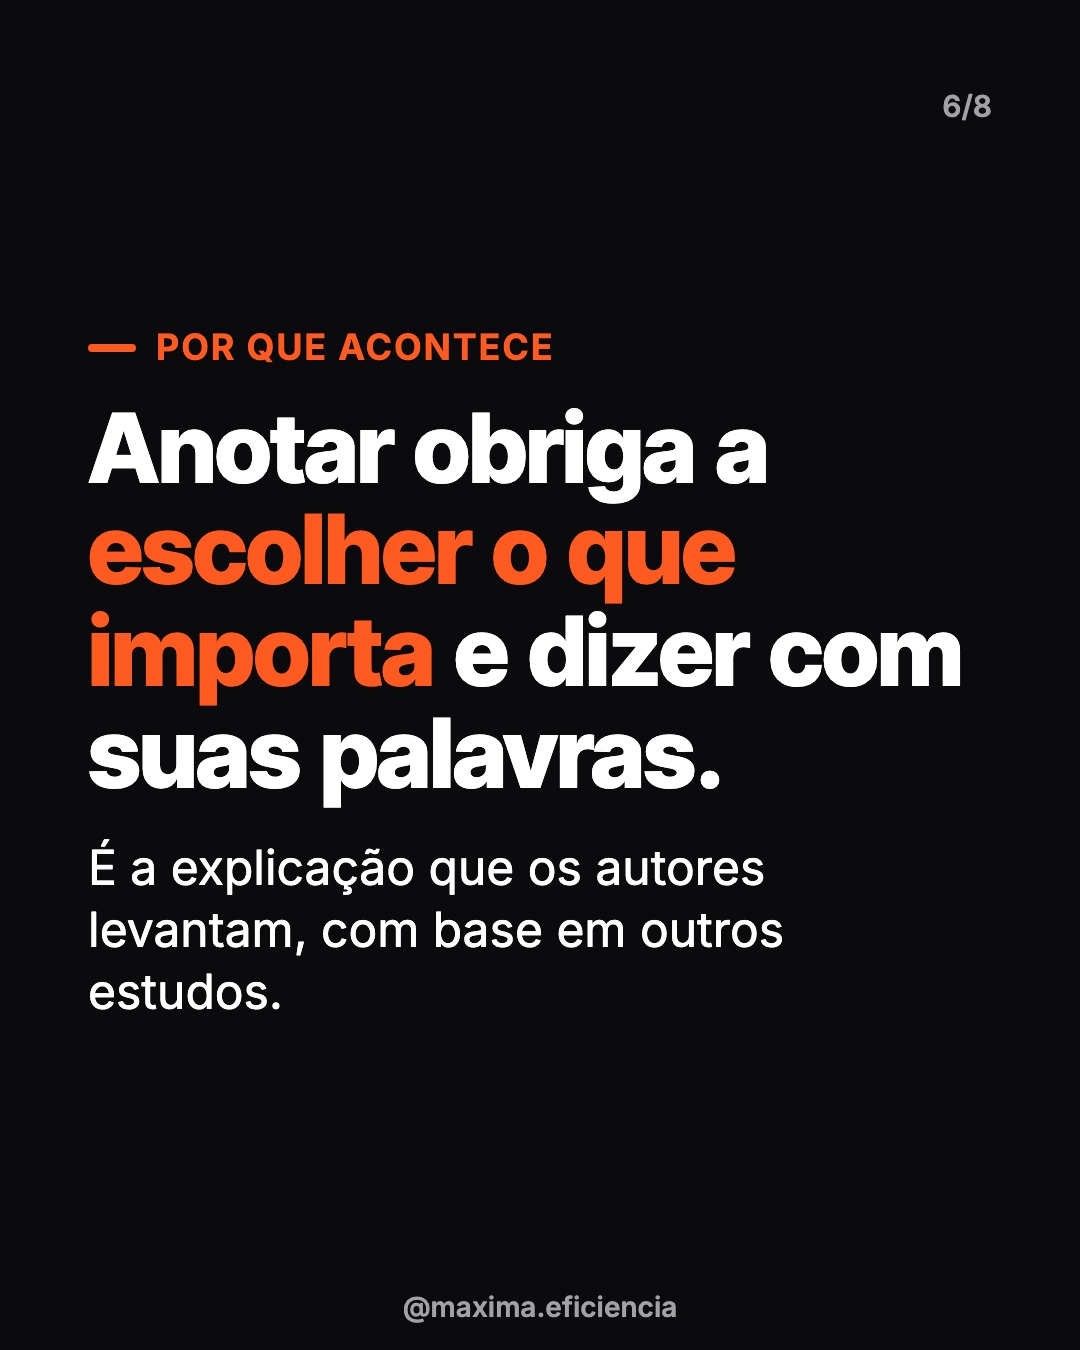 6/8
POR QUE ACONTECE
Anotar obriga a
escolher o que
importa e dizer com
suas palavras.
É a explicação que os autores
levantam, com base em outros
estudos.
@maxima.eficiencia